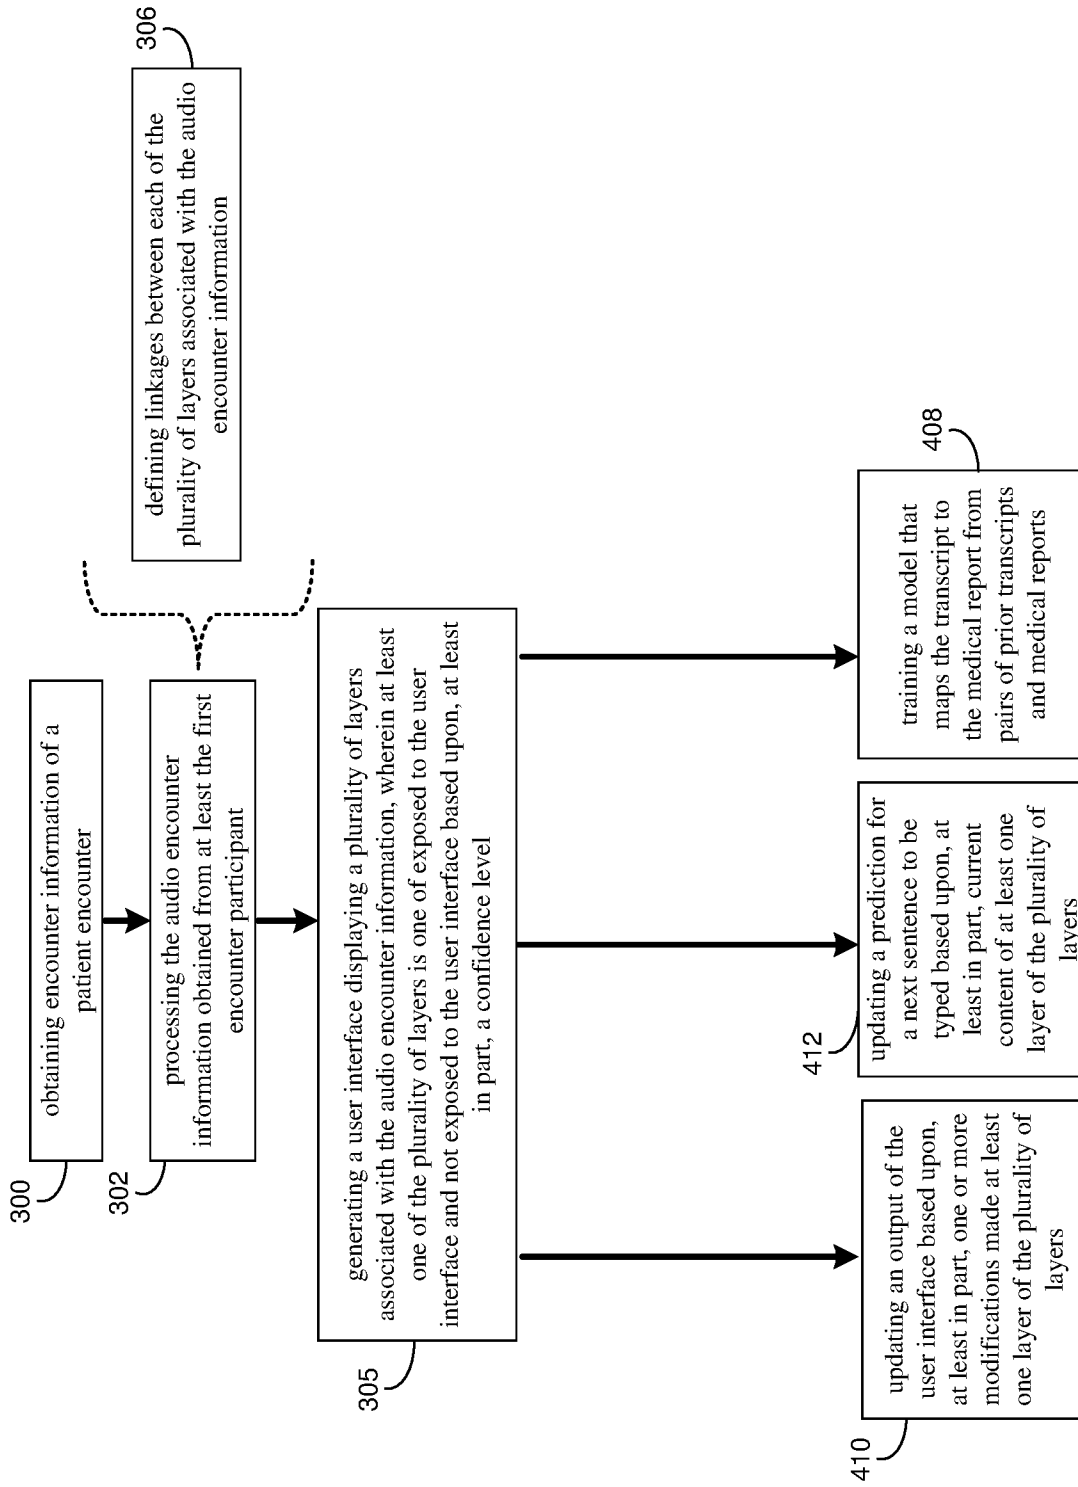 300
obtaining encounter information of a
patient encounter
302
processing the audio encounter
information obtained from at least the first
encounter participant
306
defining linkages between each of the
plurality of layers associated with the audio
encounter information
305
generating a user interface displaying a plurality of layers
associated with the audio encounter information, wherein at least
one of the plurality of layers is one of exposed to the user
interface and not exposed to the user interface based upon, at least
in part, a confidence level
410
updating an output of the
user interface based upon,
at least in part, one or more
modifications made at least
one layer of the plurality of
layers
412
updating a prediction for
a next sentence to be
typed based upon, at
least in part, current
content of at least one
layer of the plurality of
layers
408
training a model that
maps the transcript to
the medical report from
pairs of prior transcripts
and medical reports